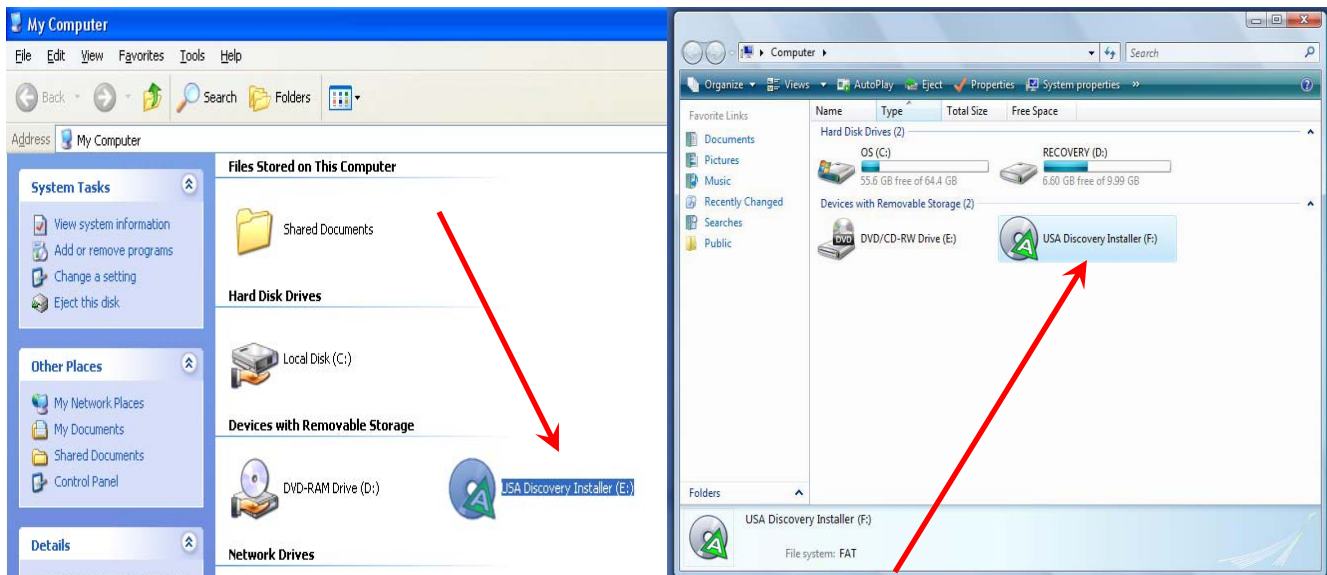 My Computer
File Edit View Favorites Tools Help
Back Search Folders
Address My Computer
System Tasks
View system information
Add or remove programs
Change a setting
Eject this disk
Other Places
My Network Places
My Documents
Shared Documents
Control Panel
Details
Files Stored on This Computer
Shared Documents
Hard Disk Drives
Local Disk (C:)
Devices with Removable Storage
DVD-RAM Drive (D:) USA Discovery Installer (E:)
Network Drives
Computer Search
Organize Views AutoPlay Eject Properties System properties »
Favorite Links
Documents
Pictures
Music
Recently Changed
Searches
Public
Folders
Name Type Total Size Free Space
Hard Disk Drives (2)
OS (C:) RECOVERY (D:)
55.6 GB free of 64.4 GB 6.60 GB free of 9.99 GB
Devices with Removable Storage (2)
DVD
DVD/CD-RW Drive (E:) USA Discovery Installer (F:)
USA Discovery Installer (F:)
File system: FAT